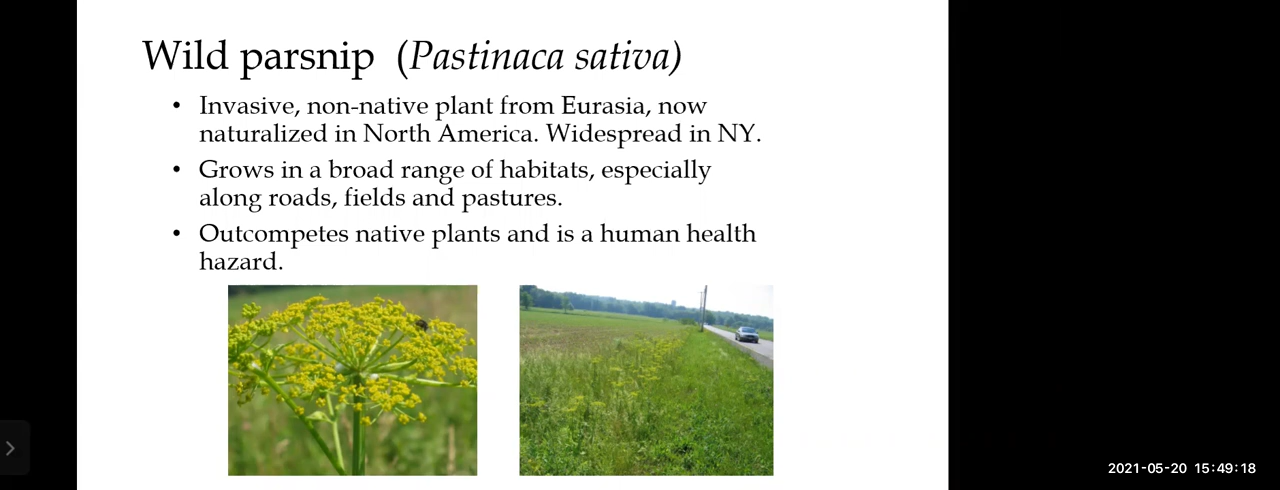 Wild parsnip (Pastinaca sativa)
• Invasive, non-native plant from Eurasia, now
naturalized in North America. Widespread in NY.
• Grows in a broad range of habitats, especially
along roads, fields and pastures.
• Outcompetes native plants and is a human health
hazard.
2021-05-20 15:49:18